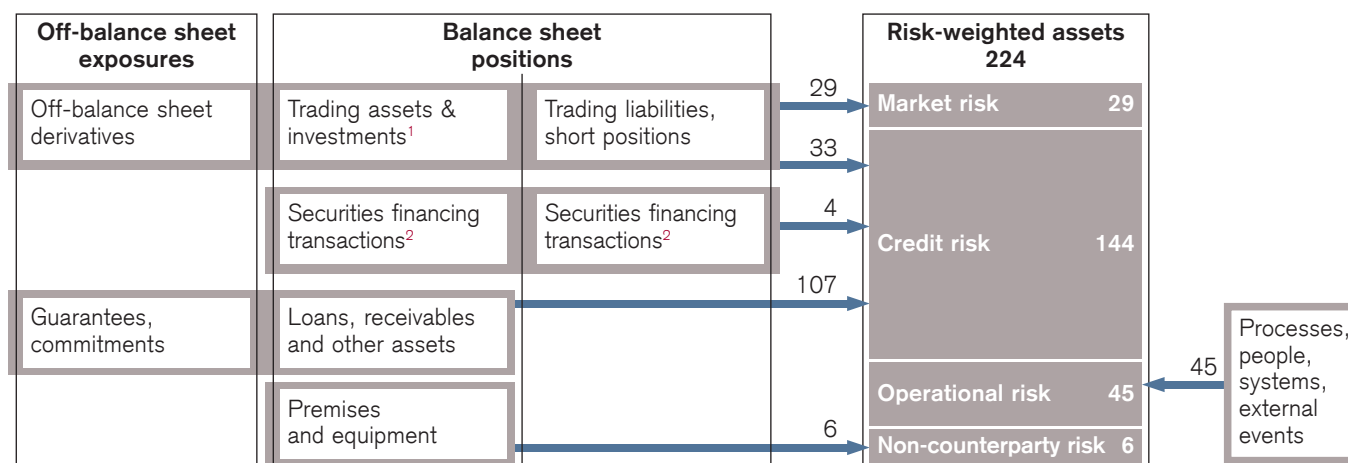 Off-balance sheet
exposures
Balance sheet
positions
Risk-weighted assets
224
Off-balance sheet
derivatives
Trading assets &
investments1
Trading liabilities,
short positions
29
33
Market risk 29
Securities financing
transactions2
Securities financing
transactions2
4
Credit risk 144
Guarantees,
commitments
Loans, receivables
and other assets
107
Premises
and equipment
6
Operational risk 45
Non-counterparty risk 6
45
Processes,
people,
systems,
external
events